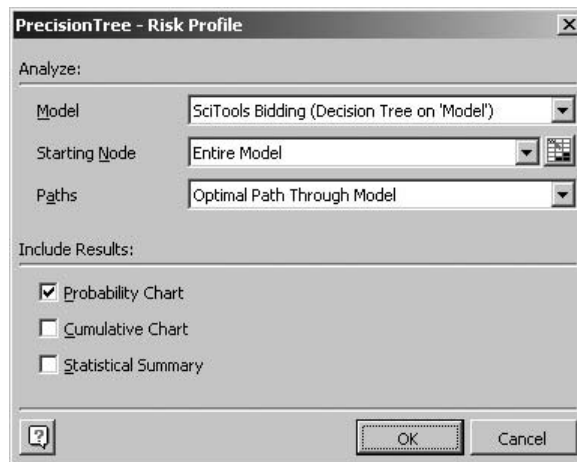 PrecisionTree - Risk Profile
Analyze:
Model SciTools Bidding (Decision Tree on 'Model')
Starting Node Entire Model
Paths Optimal Path Through Model
Include Results:
Probability Chart
Cumulative Chart
Statistical Summary
OK Cancel